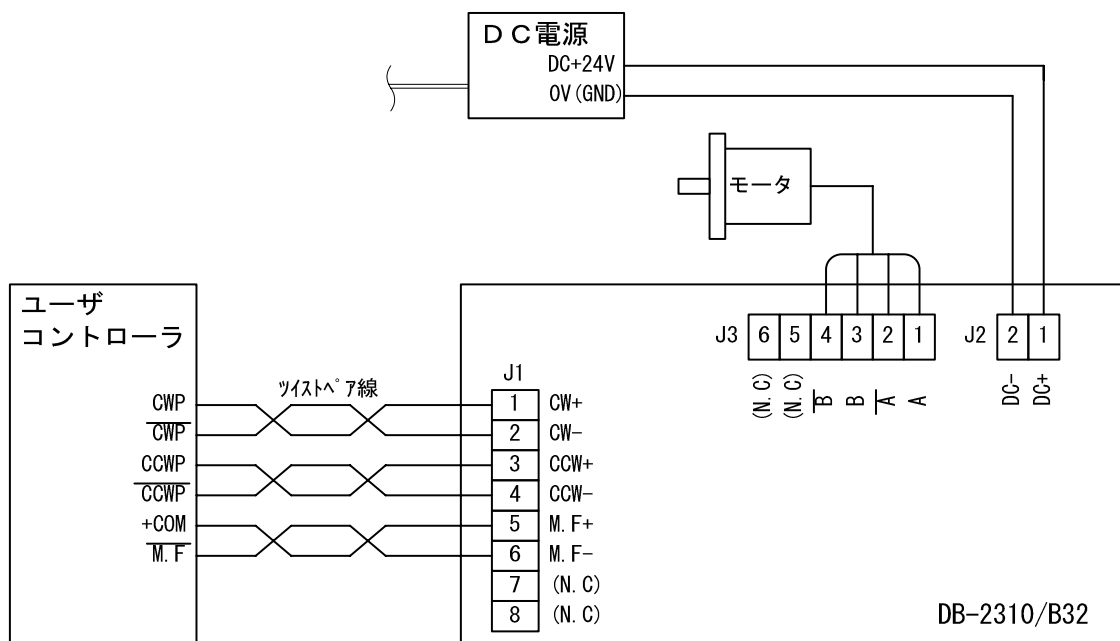 DC電源
DC+24V
0V(GND)
モータ
ユーザ
コントローラ
J3 6 5 4 3 2 1 J2 2 1
(N.C) (N.C) B̅ B A̅ A DC- DC+
ツイストペア線 J1
CWP 1 CW+
C̅W̅P̅ 2 CW-
CCWP 3 CCW+
C̅C̅W̅P̅ 4 CCW-
+COM 5 M.F+
M̅.̅F̅ 6 M.F-
7 (N.C)
8 (N.C)
DB-2310/B32